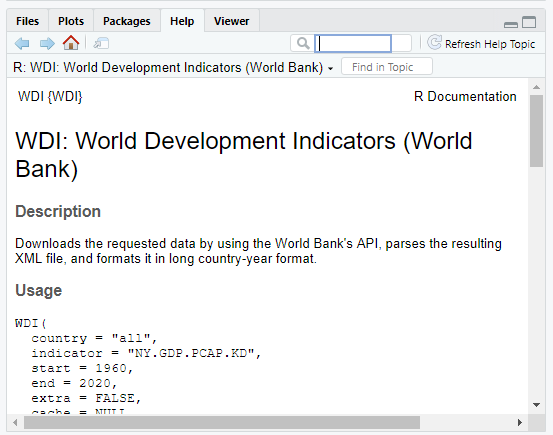 Files Plots Packages Help Viewer
Refresh Help Topic
R: WDI: World Development Indicators (World Bank) Find in Topic
WDI {WDI} R Documentation
WDI: World Development Indicators (World
Bank)
Description
Downloads the requested data by using the World Bank's API, parses the resulting
XML file, and formats it in long country-year format.
Usage
WDI(
country = "all",
indicator = "NY.GDP.PCAP.KD",
start = 1960,
end = 2020,
extra = FALSE,
cache = NULL